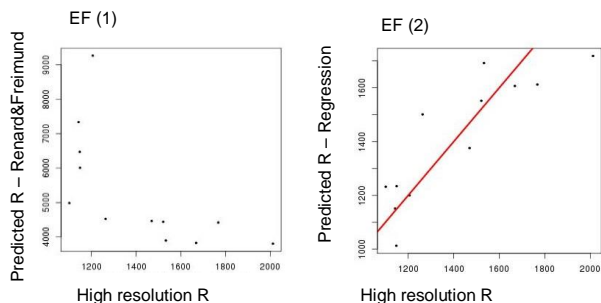 EF (1)
Predicted R – Renard&Freimund
9000
8000
7000
6000
5000
4000
1200 1400 1600 1800 2000
High resolution R
EF (2)
Predicted R – Regression
1600
1400
1200
1000
1200 1400 1600 1800 2000
High resolution R